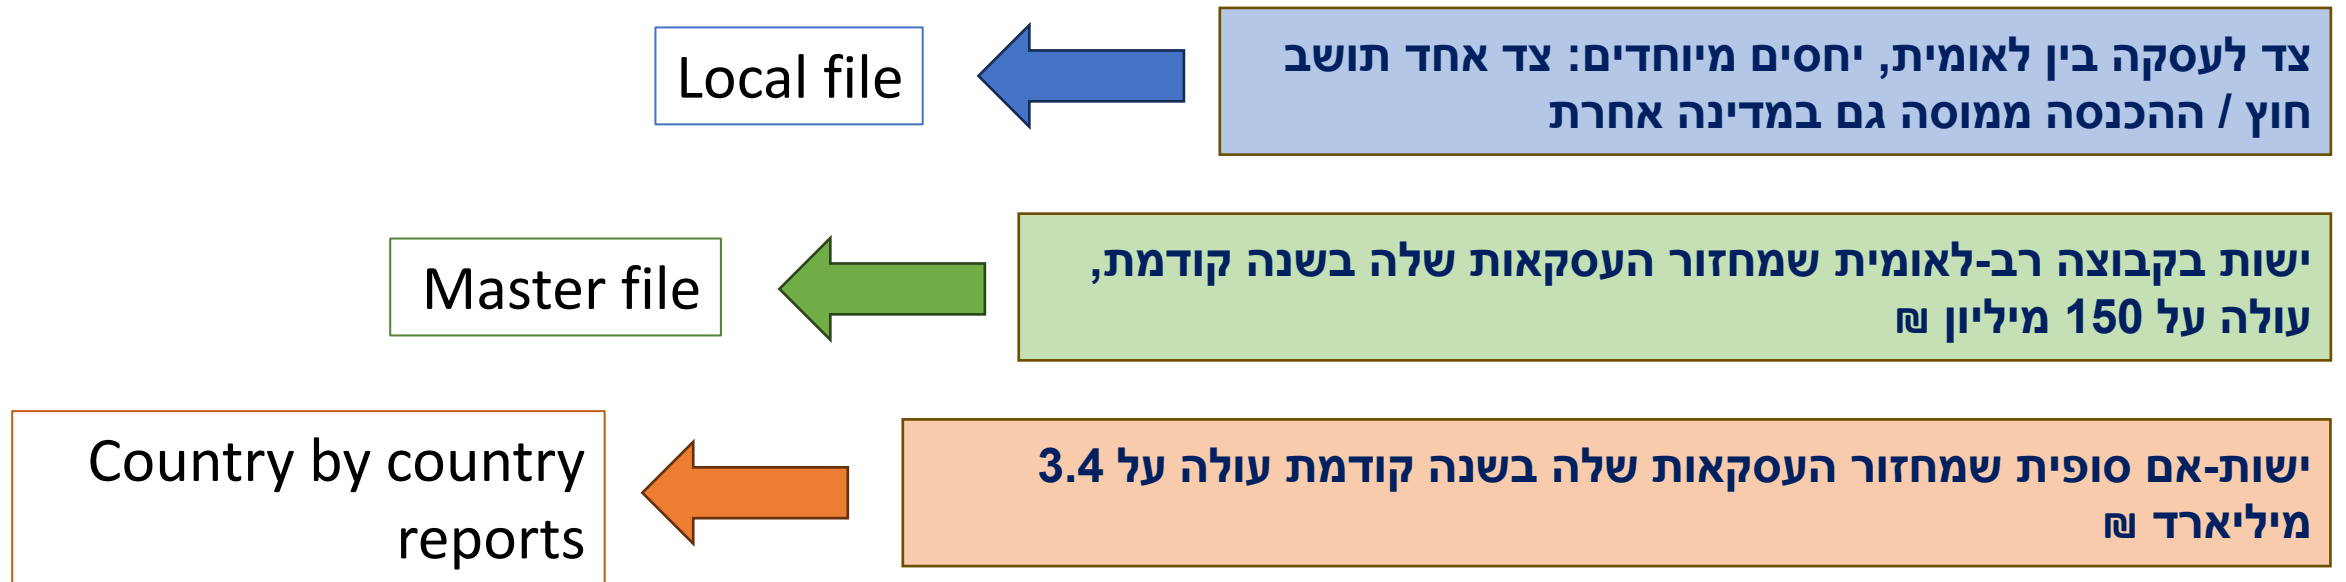 צד לעסקה בין לאומית, יחסים מיוחדים: צד אחד תושב
חוץ / ההכנסה ממוסה גם במדינה אחרת
Local file
ישות בקבוצה רב-לאומית שמחזור העסקאות שלה בשנה קודמת,
עולה על 150 מיליון ₪
Master file
ישות-אם סופית שמחזור העסקאות שלה בשנה קודמת עולה על 3.4
מיליארד ₪
Country by country
reports